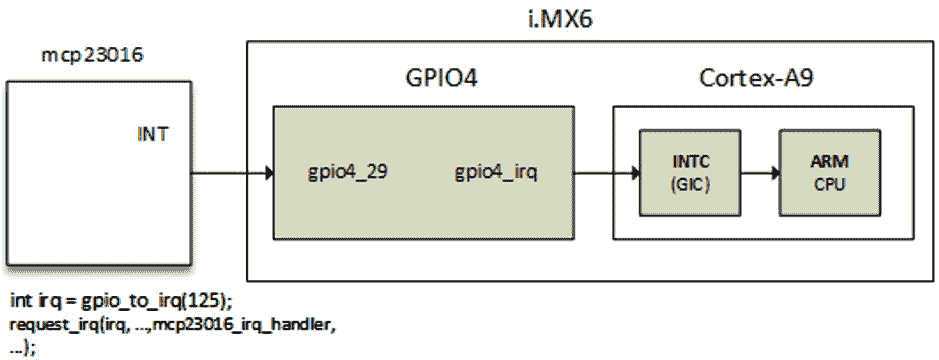 i.MX6
mcp23016
GPIO4
Cortex-A9
INT
gpio4_29
gpio4_irq
INTC
(GIC)
ARM
CPU
int irq = gpio_to_irq(125);
request_irq(irq, ...,mcp23016_irq_handler,
...);